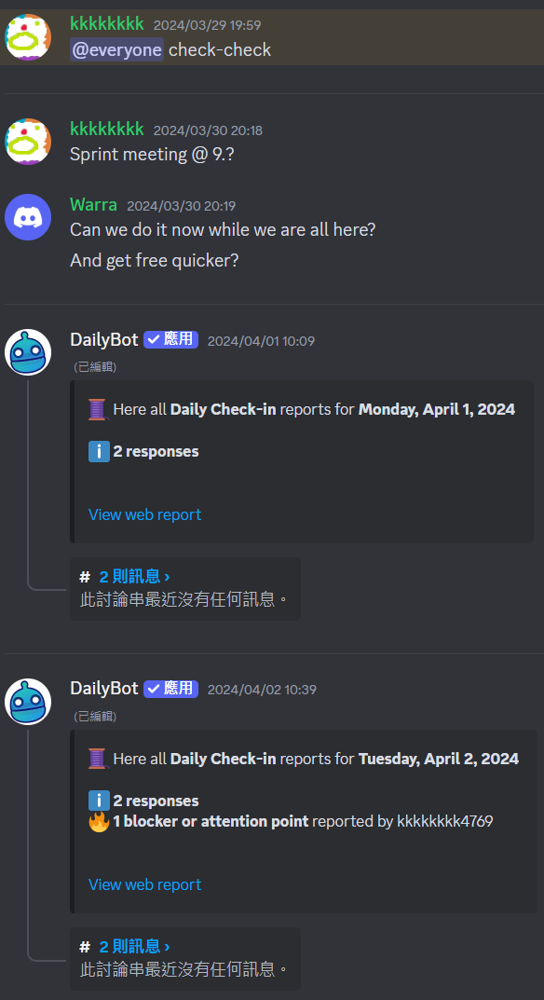 kkkkkkkk 2024/03/29 19:59
@everyone check-check
kkkkkkkk 2024/03/30 20:18
Sprint meeting @ 9.?
Warra 2024/03/30 20:19
Can we do it now while we are all here?
And get free quicker?
DailyBot 應用 2024/04/01 10:09
(已編輯)
Here all Daily Check-in reports for Monday, April 1, 2024
2 responses
View web report
# 2 則訊息 ›
此討論串最近沒有任何訊息。
DailyBot 應用 2024/04/02 10:39
(已編輯)
Here all Daily Check-in reports for Tuesday, April 2, 2024
2 responses
1 blocker or attention point reported by kkkkkkkk4769
View web report
# 2 則訊息 ›
此討論串最近沒有任何訊息。